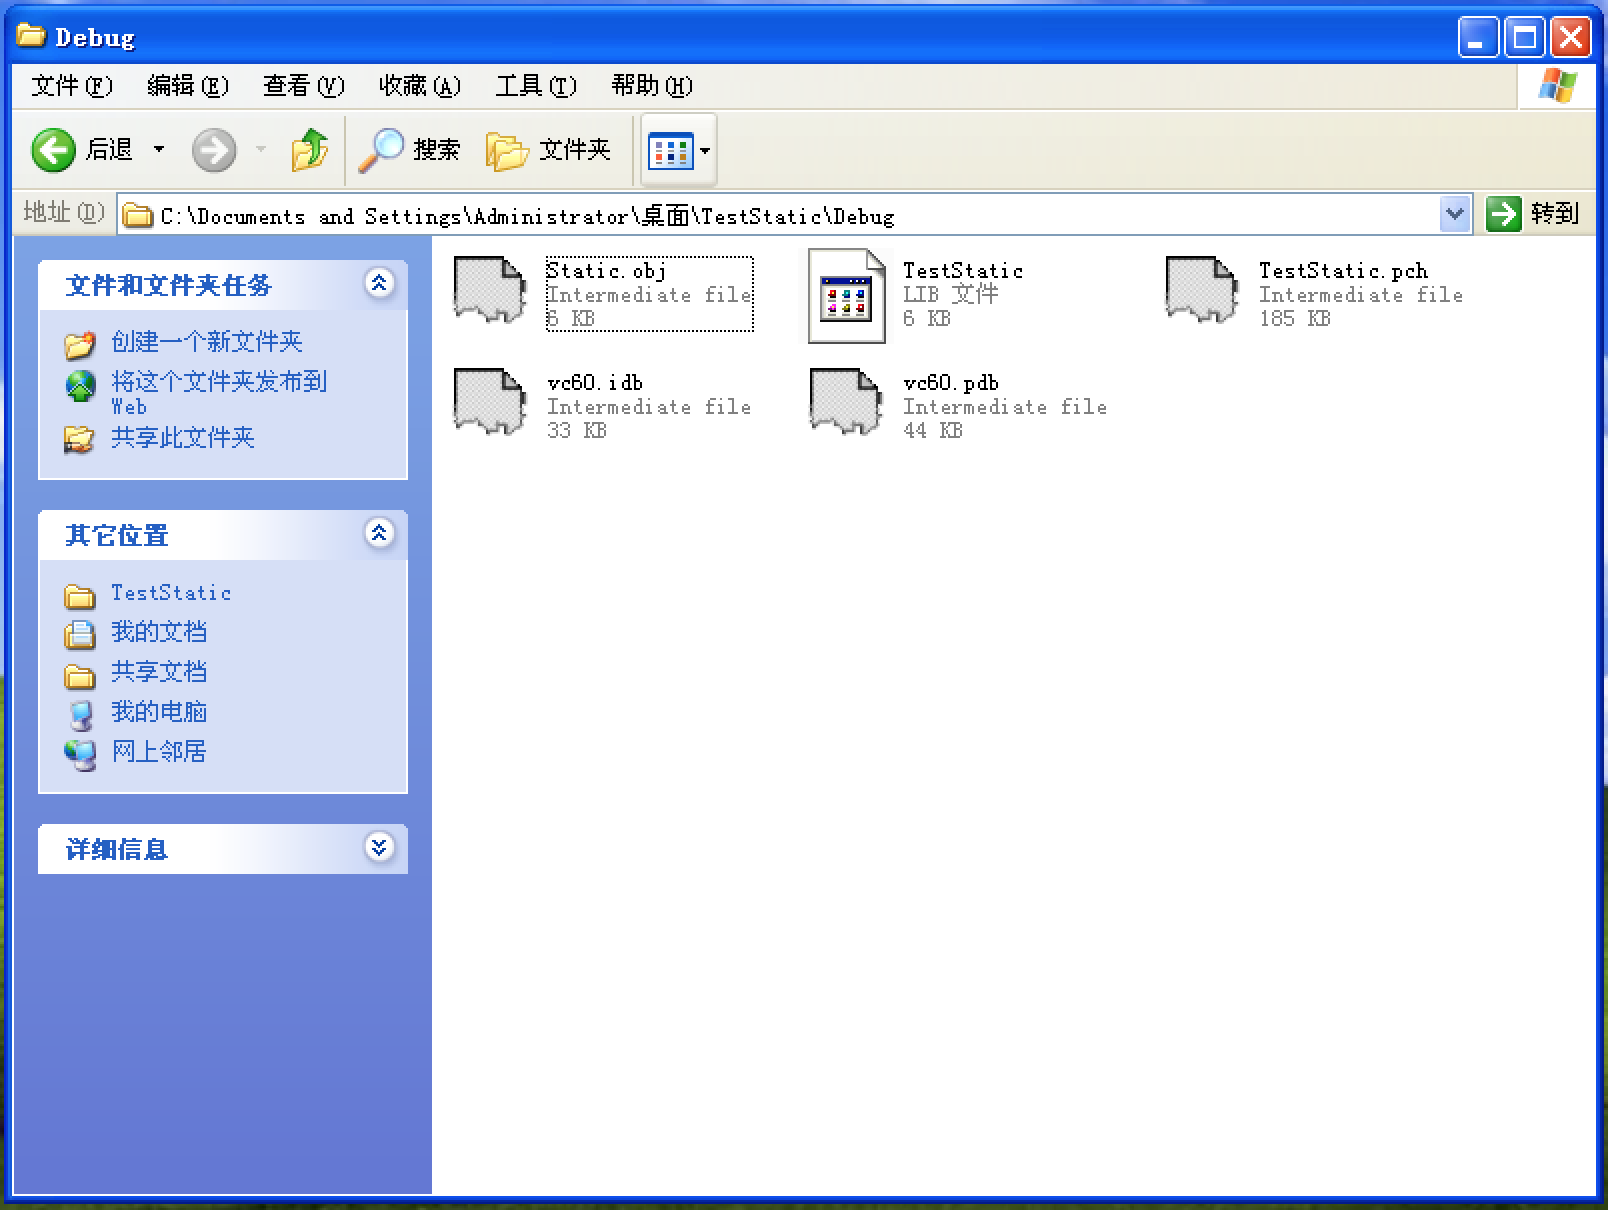 Debug
文件(F) 编辑(E) 查看(V) 收藏(A) 工具(T) 帮助(H)
后退 搜索 文件夹
地址(D) C:\Documents and Settings\Administrator\桌面\TestStatic\Debug 转到
文件和文件夹任务
创建一个新文件夹
将这个文件夹发布到
Web
共享此文件夹
其它位置
TestStatic
我的文档
共享文档
我的电脑
网上邻居
详细信息
Static.obj
Intermediate file
6 KB
TestStatic
LIB 文件
6 KB
TestStatic.pch
Intermediate file
185 KB
vc60.idb
Intermediate file
33 KB
vc60.pdb
Intermediate file
44 KB